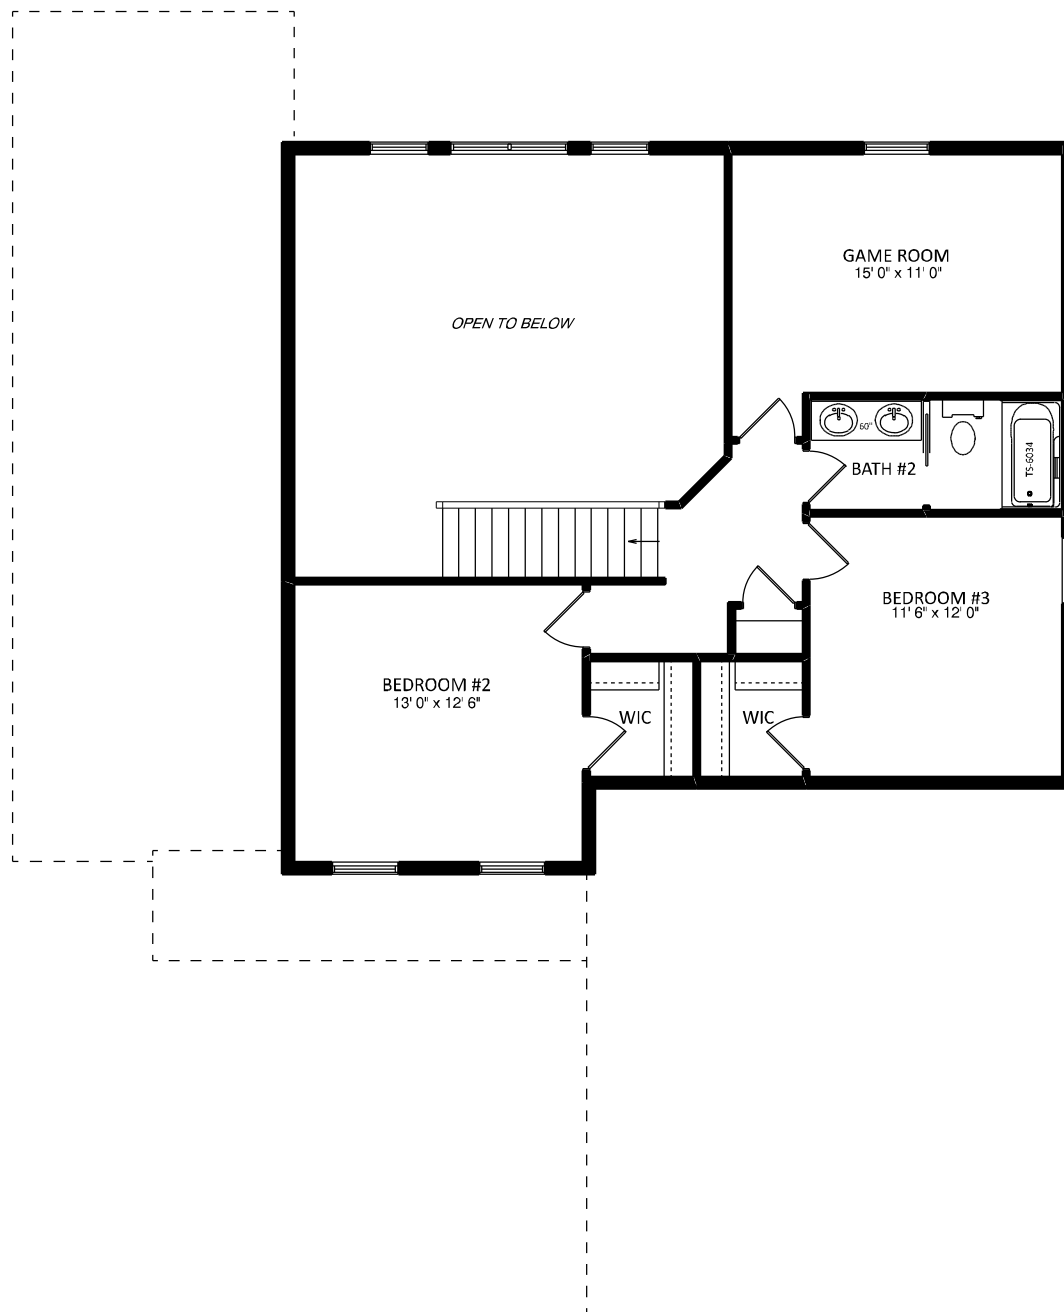 GAME ROOM
15' 0" x 11' 0"
OPEN TO BELOW
60"
BATH #2
TS-6034
BEDROOM #3
11' 6" x 12' 0"
BEDROOM #2
13' 0" x 12' 6"
WIC
WIC